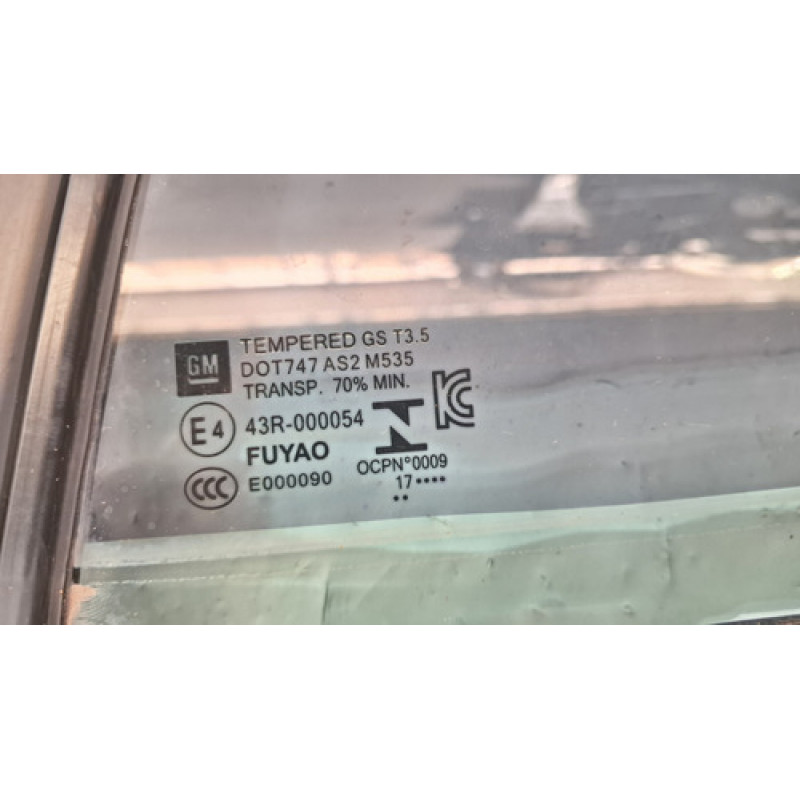 GM
TEMPERED GS T3.5
DOT747 AS2 M535
TRANSP. 70% MIN.
E4
43R-000054
FUYAO
CCC
E000090
N
KC
OCPN°0009
17••••
••